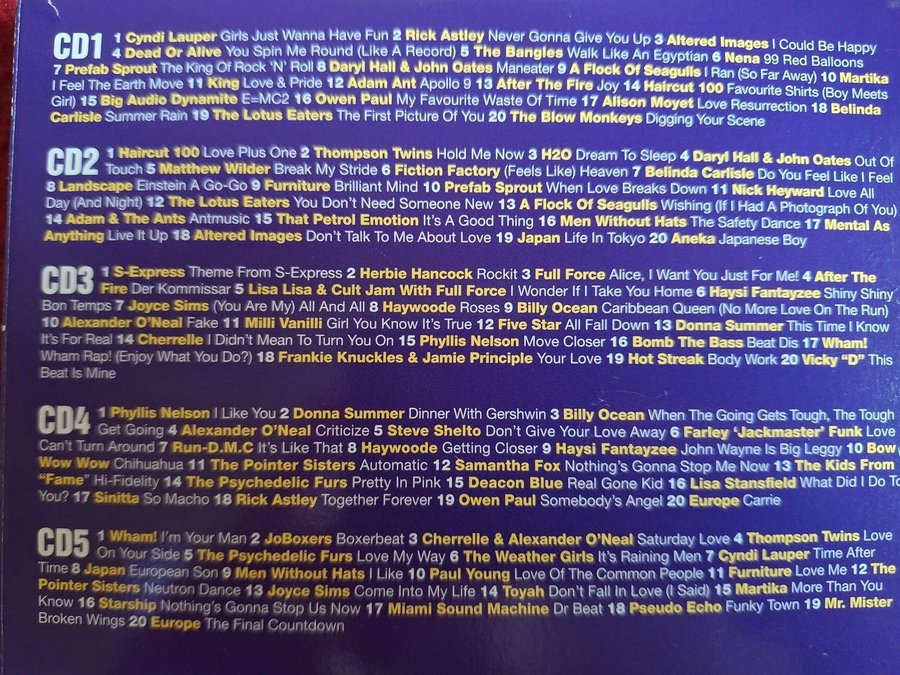 CD1 1 Cyndi Lauper Girls Just Wanna Have Fun 2 Rick Astley Never Gonna Give You Up 3 Altered Images I Could Be Happy
4 Dead Or Alive You Spin Me Round (Like A Record) 5 The Bangles Walk Like An Egyptian 6 Nena 99 Red Balloons
7 Prefab Sprout The King Of Rock 'N' Roll 8 Daryl Hall & John Oates Maneater 9 A Flock Of Seagulls I Ran (So Far Away) 10 Martika
I Feel The Earth Move 11 King Love & Pride 12 Adam Ant Apollo 9 13 After The Fire Joy 14 Haircut 100 Favourite Shirts (Boy Meets
Girl) 15 Big Audio Dynamite E=MC2 16 Owen Paul My Favourite Waste Of Time 17 Alison Moyet Love Resurrection 18 Belinda
Carlisle Summer Rain 19 The Lotus Eaters The First Picture Of You 20 The Blow Monkeys Digging Your Scene
CD2 1 Haircut 100 Love Plus One 2 Thompson Twins Hold Me Now 3 H2O Dream To Sleep 4 Daryl Hall & John Oates Out Of
Touch 5 Matthew Wilder Break My Stride 6 Fiction Factory (Feels Like) Heaven 7 Belinda Carlisle Do You Feel Like I Feel
8 Landscape Einstein A Go-Go 9 Furniture Brilliant Mind 10 Prefab Sprout When Love Breaks Down 11 Nick Heyward Love All
Day (And Night) 12 The Lotus Eaters You Don't Need Someone New 13 A Flock Of Seagulls Wishing (If I Had A Photograph Of You)
14 Adam & The Ants Antmusic 15 That Petrol Emotion It's A Good Thing 16 Men Without Hats The Safety Dance 17 Mental As
Anything Live It Up 18 Altered Images Don't Talk To Me About Love 19 Japan Life In Tokyo 20 Aneka Japanese Boy
CD3 1 S-Express Theme From S-Express 2 Herbie Hancock Rockit 3 Full Force Alice, I Want You Just For Me! 4 After The
Fire Der Kommissar 5 Lisa Lisa & Cult Jam With Full Force I Wonder If I Take You Home 6 Haysi Fantayzee Shiny Shiny
Bon Temps 7 Joyce Sims (You Are My) All And All 8 Haywoode Roses 9 Billy Ocean Caribbean Queen (No More Love On The Run)
10 Alexander O'Neal Fake 11 Milli Vanilli Girl You Know It's True 12 Five Star All Fall Down 13 Donna Summer This Time I Know
It's For Real 14 Cherrelle I Didn't Mean To Turn You On 15 Phyllis Nelson Move Closer 16 Bomb The Bass Beat Dis 17 Wham!
Wham Rap! (Enjoy What You Do?) 18 Frankie Knuckles & Jamie Principle Your Love 19 Hot Streak Body Work 20 Vicky "D" This
Beat Is Mine
CD4 1 Phyllis Nelson I Like You 2 Donna Summer Dinner With Gershwin 3 Billy Ocean When The Going Gets Tough, The Tough
Get Going 4 Alexander O'Neal Criticize 5 Steve Shelto Don't Give Your Love Away 6 Farley 'Jackmaster' Funk Love
Can't Turn Around 7 Run-D.M.C It's Like That 8 Haywoode Getting Closer 9 Haysi Fantayzee John Wayne Is Big Leggy 10 Bow
Wow Wow Chihuahua 11 The Pointer Sisters Automatic 12 Samantha Fox Nothing's Gonna Stop Me Now 13 The Kids From
"Fame" Hi-Fidelity 14 The Psychedelic Furs Pretty In Pink 15 Deacon Blue Real Gone Kid 16 Lisa Stansfield What Did I Do To
You? 17 Sinitta So Macho 18 Rick Astley Together Forever 19 Owen Paul Somebody's Angel 20 Europe Carrie
CD5 1 Wham! I'm Your Man 2 JoBoxers Boxerbeat 3 Cherrelle & Alexander O'Neal Saturday Love 4 Thompson Twins Love
On Your Side 5 The Psychedelic Furs Love My Way 6 The Weather Girls It's Raining Men 7 Cyndi Lauper Time After
Time 8 Japan European Son 9 Men Without Hats I Like 10 Paul Young Love Of The Common People 11 Furniture Love Me 12 The
Pointer Sisters Neutron Dance 13 Joyce Sims Come Into My Life 14 Toyah Don't Fall In Love (I Said) 15 Martika More Than You
Know 16 Starship Nothing's Gonna Stop Us Now 17 Miami Sound Machine Dr Beat 18 Pseudo Echo Funky Town 19 Mr. Mister
Broken Wings 20 Europe The Final Countdown